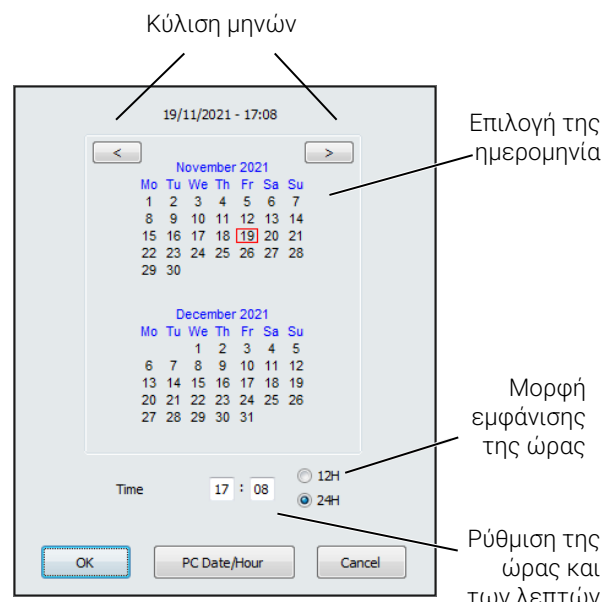 Κύλιση μηνών
19/11/2021 - 17:08
Επιλογή της
ημερομηνία
< >
November 2021
Mo Tu We Th Fr Sa Su
1 2 3 4 5 6 7
8 9 10 11 12 13 14
15 16 17 18 19 20 21
22 23 24 25 26 27 28
29 30
December 2021
Mo Tu We Th Fr Sa Su
1 2 3 4 5
6 7 8 9 10 11 12
13 14 15 16 17 18 19
20 21 22 23 24 25 26
27 28 29 30 31
Μορφή
εμφάνισης
της ώρας
Time 17 : 08
12H
24H
Ρύθμιση της
ώρας και
των λεπτών
OK PC Date/Hour Cancel